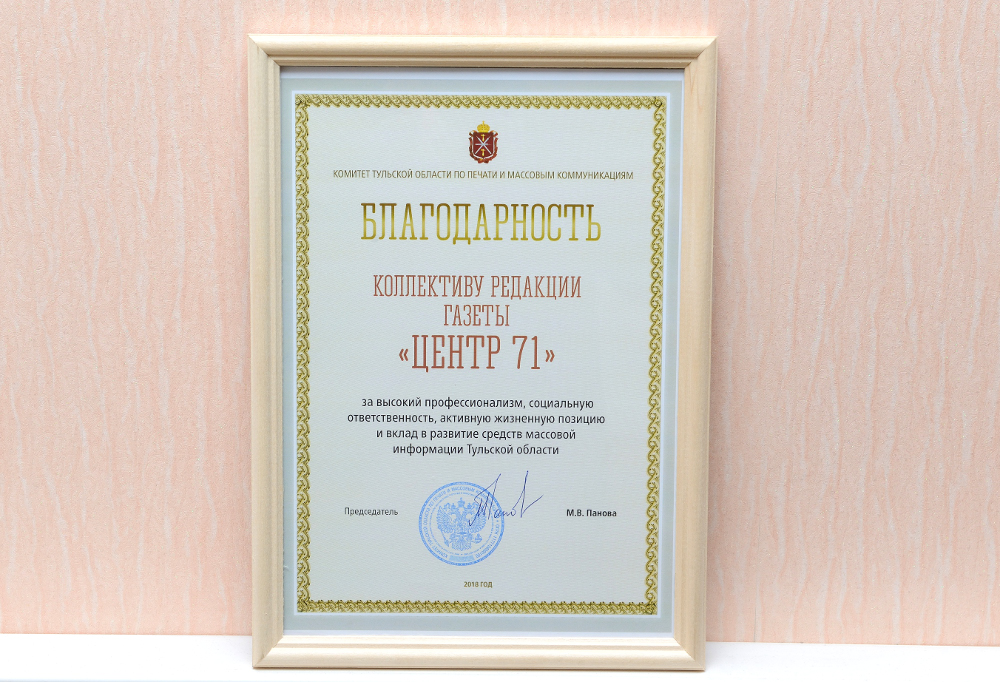 КОМИТЕТ ТУЛЬСКОЙ ОБЛАСТИ ПО ПЕЧАТИ И МАССОВЫМ КОММУНИКАЦИЯМ
БЛАГОДАРНОСТЬ
КОЛЛЕКТИВУ РЕДАКЦИИ
ГАЗЕТЫ
«ЦЕНТР 71»
за высокий профессионализм, социальную
ответственность, активную жизненную позицию
и вклад в развитие средств массовой
информации Тульской области
Председатель
М.В. Панова
2018 ГОД